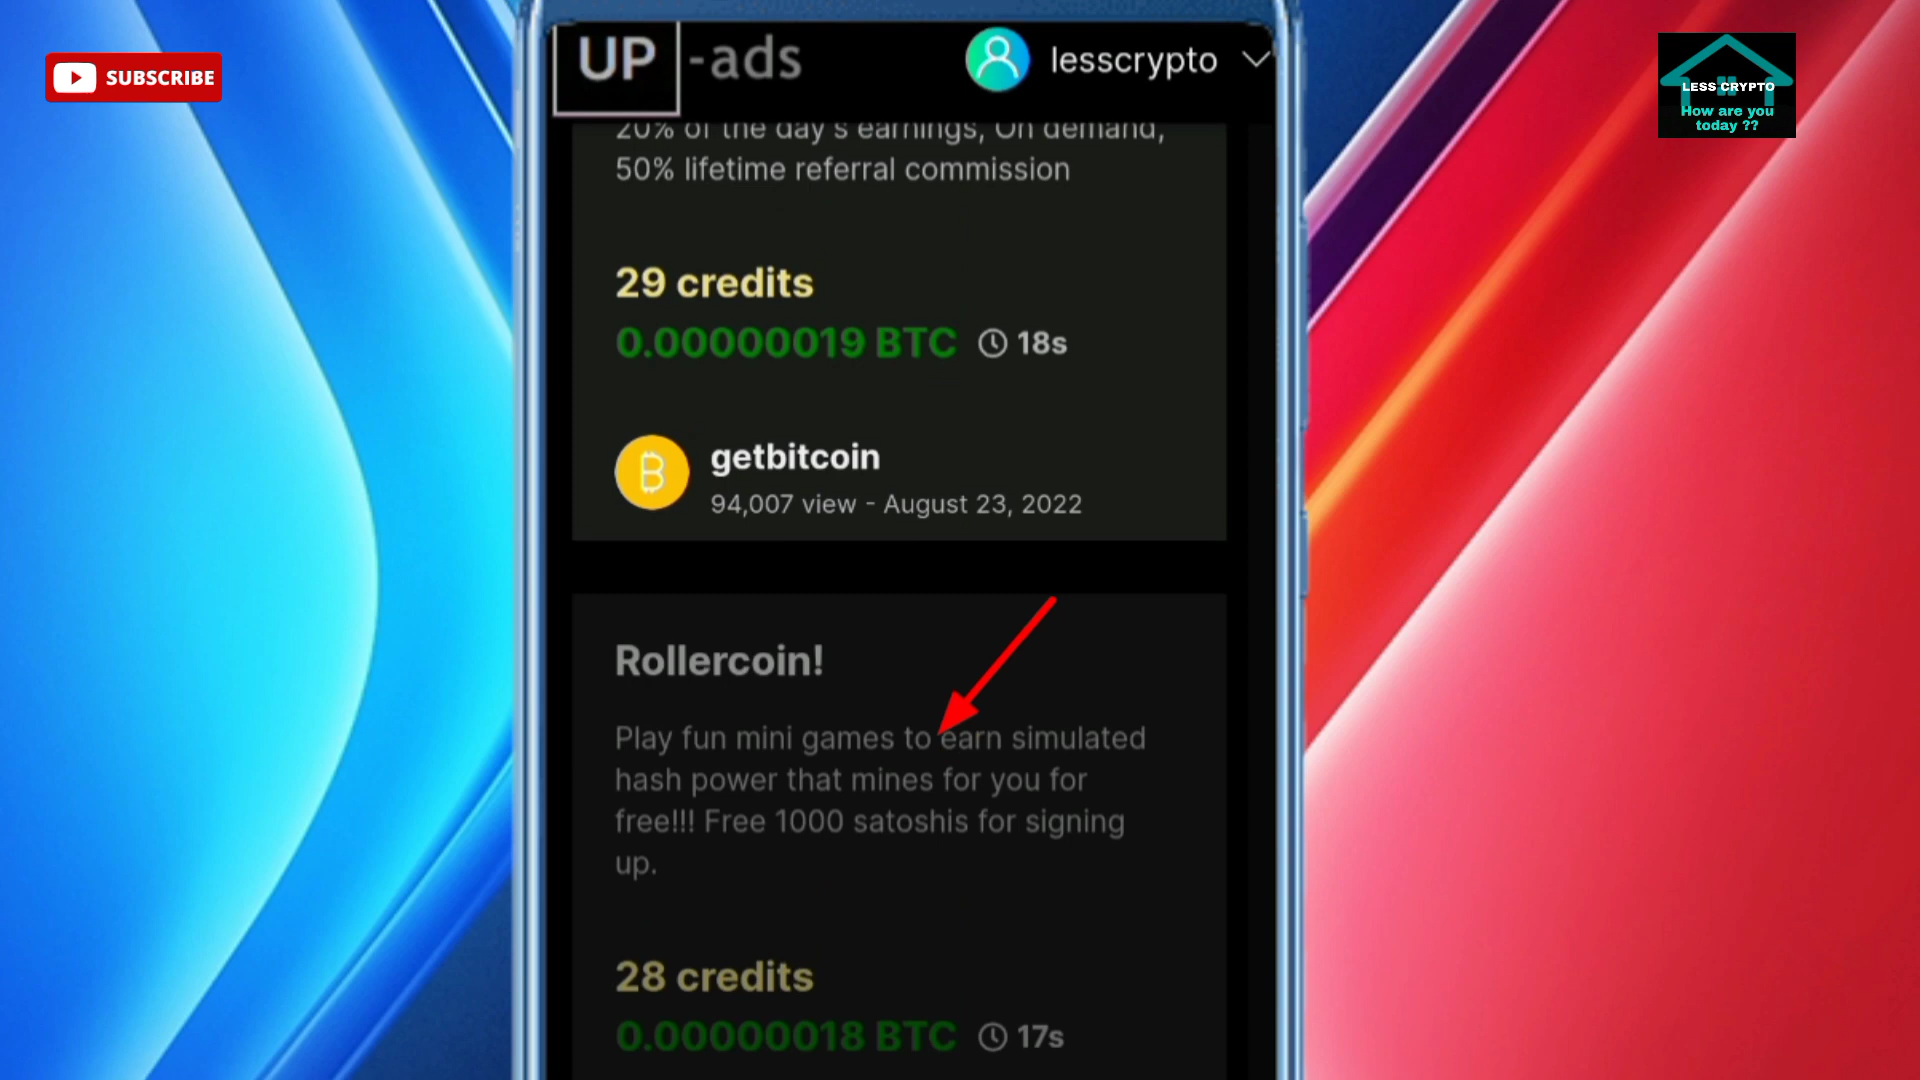 SUBSCRIBE
UP -ads
lesscrypto
LESS CRYPTO
How are you
today ??
20% of the day's earnings, On demand,
50% lifetime referral commission
29 credits
0.00000019 BTC 18s
getbitcoin
94,007 view - August 23, 2022
Rollercoin!
Play fun mini games to earn simulated
hash power that mines for you for
free!!! Free 1000 satoshis for signing
up.
28 credits
0.00000018 BTC 17s